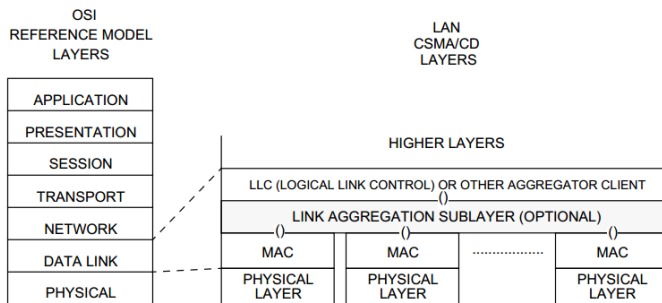 OSI
REFERENCE MODEL
LAYERS
APPLICATION
PRESENTATION
SESSION
TRANSPORT
NETWORK
DATA LINK
PHYSICAL
LAN
CSMA/CD
LAYERS
HIGHER LAYERS
LLC (LOGICAL LINK CONTROL) OR OTHER AGGREGATOR CLIENT
()
LINK AGGREGATION SUBLAYER (OPTIONAL)
() () ()
MAC MAC MAC
PHYSICAL LAYER
PHYSICAL LAYER
PHYSICAL LAYER